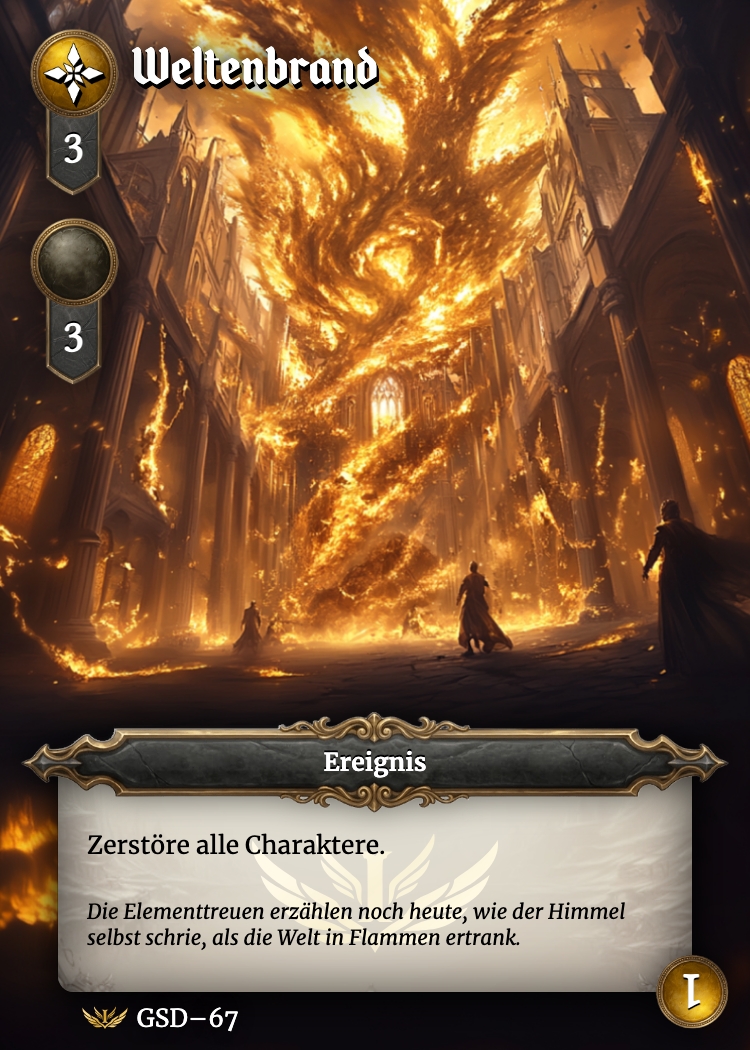 Weltenbrand
3
3
Ereignis
Zerstöre alle Charaktere.
Die Elementtreuen erzählen noch heute, wie der Himmel
selbst schrie, als die Welt in Flammen ertrank.
1
GSD–67